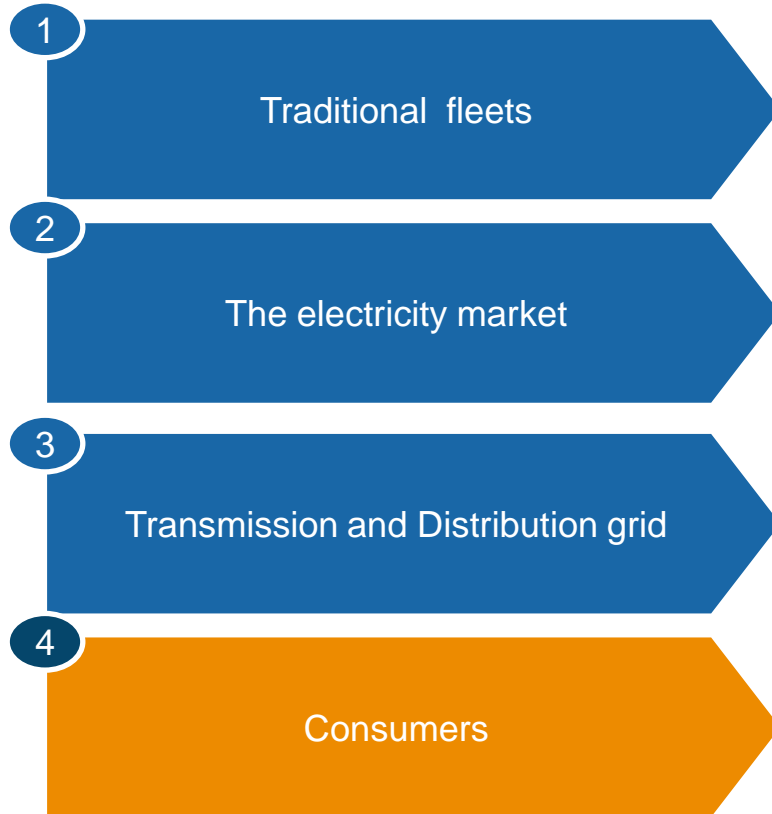 1
Traditional fleets
2
The electricity market
3
Transmission and Distribution grid
4
Consumers